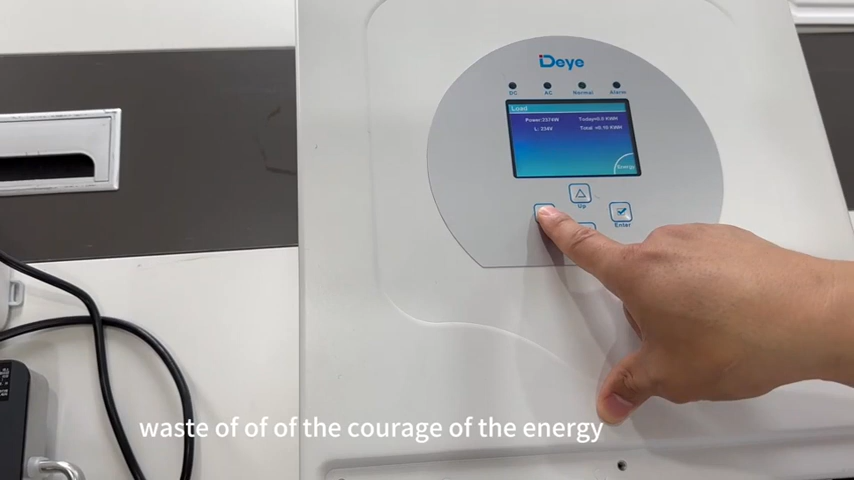 Deye
DC AC Normal Alarm
Load
Power:2374W Today=0.0 KWH
L: 234V Total =0.10 KWH
Energy
Up
Enter
waste of of of the courage of the energy